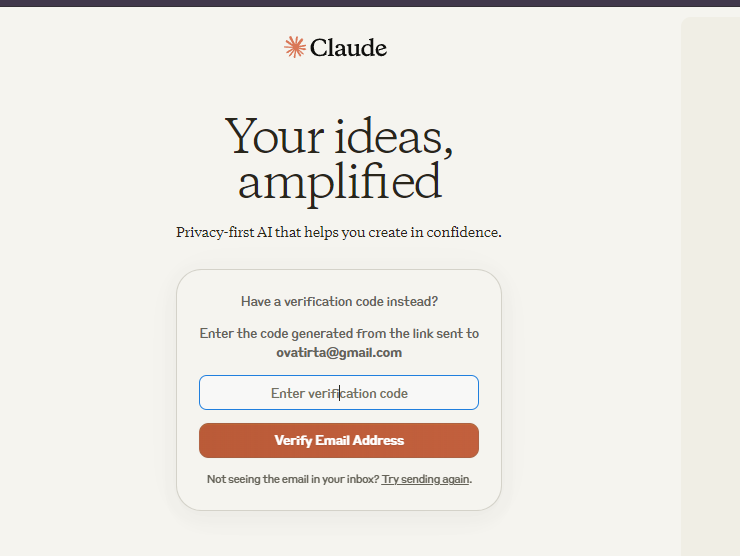 Claude
Your ideas,
amplified
Privacy-first AI that helps you create in confidence.
Have a verification code instead?
Enter the code generated from the link sent to
ovatirta@gmail.com
Enter verification code
Verify Email Address
Not seeing the email in your inbox? Try sending again.